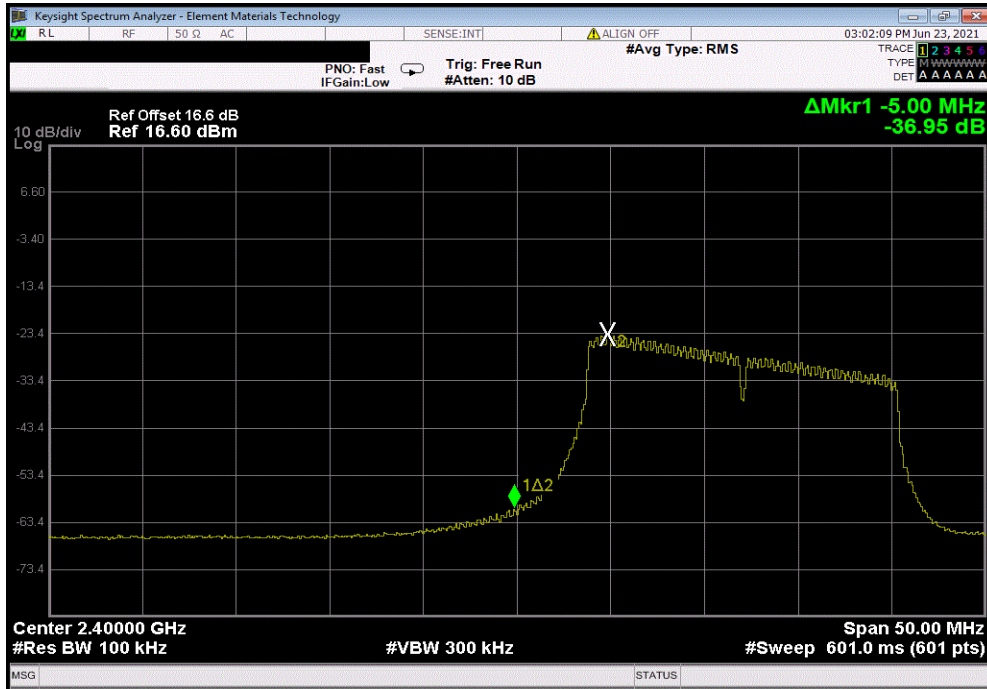 Keysight Spectrum Analyzer - Element Materials Technology
LXI RL RF 50 Ω AC SENSE:INT ALIGN OFF 03:02:09 PM Jun 23, 2021
#Avg Type: RMS
TRACE 1 2 3 4 5 6
PNO: Fast Trig: Free Run TYPE M W W W W W
IFGain:Low #Atten: 10 dB DET A A A A A A
ΔMkr1 -5.00 MHz
Ref Offset 16.6 dB
10 dB/div Ref 16.60 dBm -36.95 dB
Log
6.60
-3.40
-13.4
-23.4
X2
-33.4
-43.4
-53.4
1Δ2
-63.4
-73.4
Center 2.40000 GHz Span 50.00 MHz
#Res BW 100 kHz #VBW 300 kHz #Sweep 601.0 ms (601 pts)
MSG STATUS